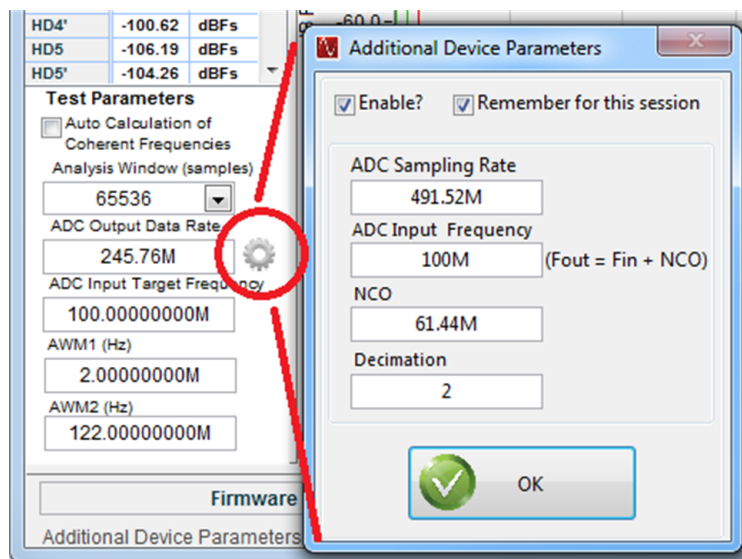 HD4' -100.62 dBFs
HD5 -106.19 dBFs
HD5' -104.26 dBFs
Test Parameters
Auto Calculation of
Coherent Frequencies
Analysis Window (samples)
65536
ADC Output Data Rate
245.76M
ADC Input Target Frequency
100.00000000M
AWM1 (Hz)
2.00000000M
AWM2 (Hz)
122.00000000M
Firmware
Additional Device Parameters
-60.0-
Additional Device Parameters
Enable? Remember for this session
ADC Sampling Rate
491.52M
ADC Input Frequency
100M (Fout = Fin + NCO)
NCO
61.44M
Decimation
2
OK